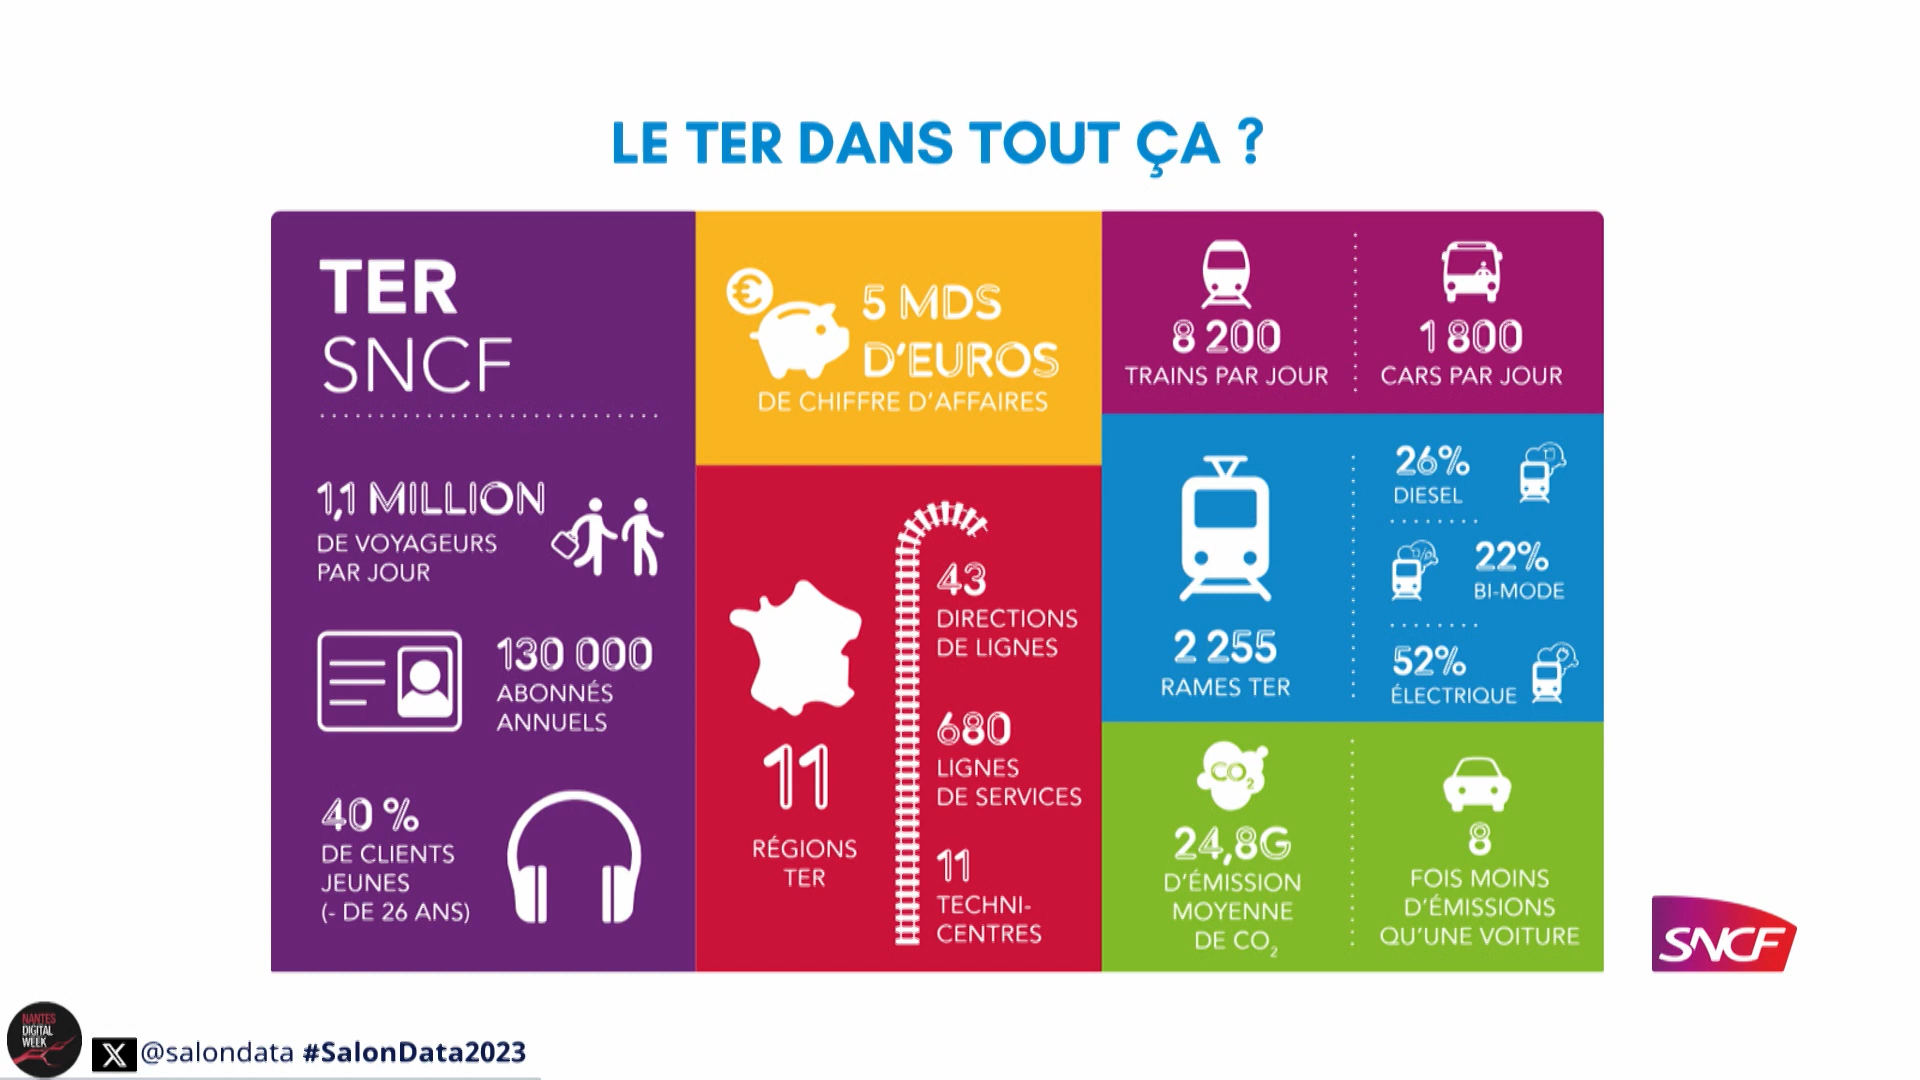 LE TER DANS TOUT ÇA ?
TER
SNCF
1,1 MILLION
DE VOYAGEURS
PAR JOUR
130 000
ABONNÉS
ANNUELS
40 %
DE CLIENTS
JEUNES
(- DE 26 ANS)
5 MDS
D'EUROS
DE CHIFFRE D'AFFAIRES
11
RÉGIONS
TER
43
DIRECTIONS
DE LIGNES
680
LIGNES
DE SERVICES
11
TECHNI-
CENTRES
8 200
TRAINS PAR JOUR
1 800
CARS PAR JOUR
2 255
RAMES TER
26%
DIESEL
22%
BI-MODE
52%
ÉLECTRIQUE
CO2
24,8G
D'ÉMISSION
MOYENNE
DE CO2
8
FOIS MOINS
D'ÉMISSIONS
QU'UNE VOITURE
SNCF
NANTES
DIGITAL
WEEK
@salondata #SalonData2023